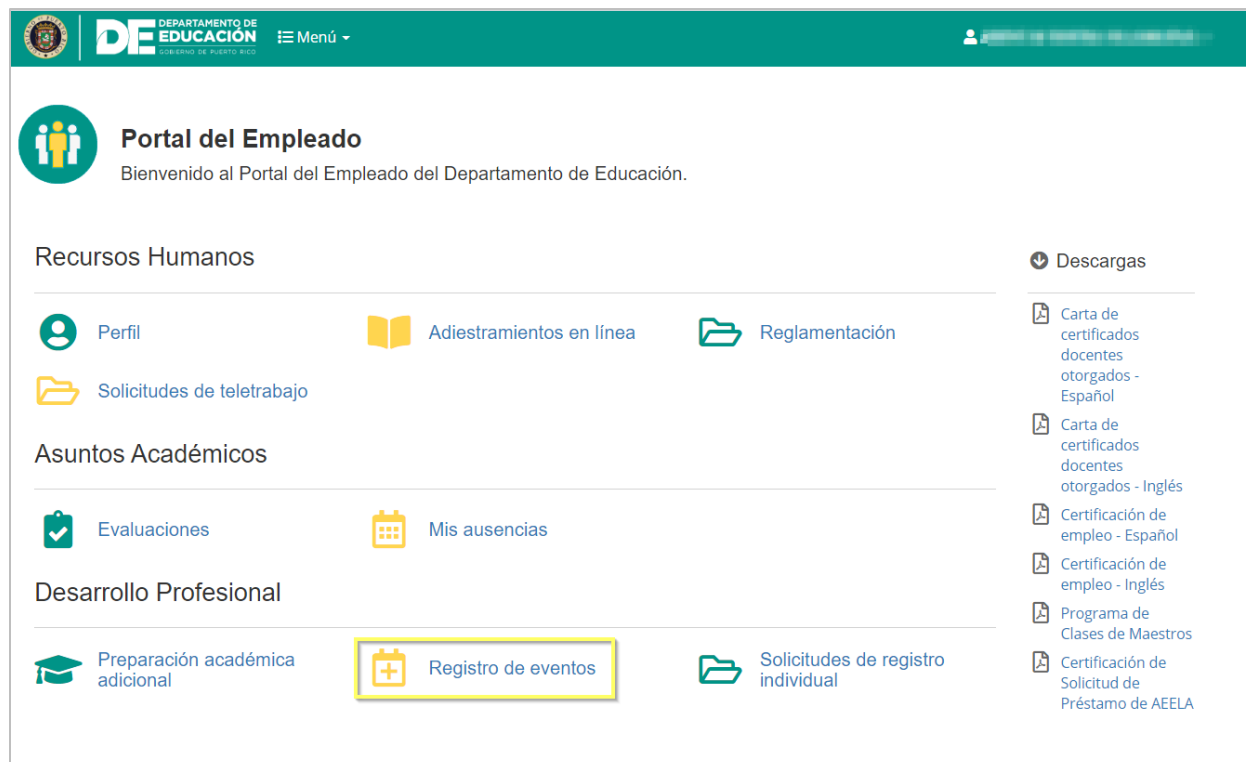 DEPARTAMENTO DE
DE EDUCACIÓN
GOBIERNO DE PUERTO RICO
Menú
Portal del Empleado
Bienvenido al Portal del Empleado del Departamento de Educación.
Recursos Humanos
Perfil
Adiestramientos en línea
Reglamentación
Solicitudes de teletrabajo
Asuntos Académicos
Evaluaciones
Mis ausencias
Desarrollo Profesional
Preparación académica
adicional
Registro de eventos
Solicitudes de registro
individual
Descargas
Carta de
certificados
docentes
otorgados -
Español
Carta de
certificados
docentes
otorgados - Inglés
Certificación de
empleo - Español
Certificación de
empleo - Inglés
Programa de
Clases de Maestros
Certificación de
Solicitud de
Préstamo de AEELA